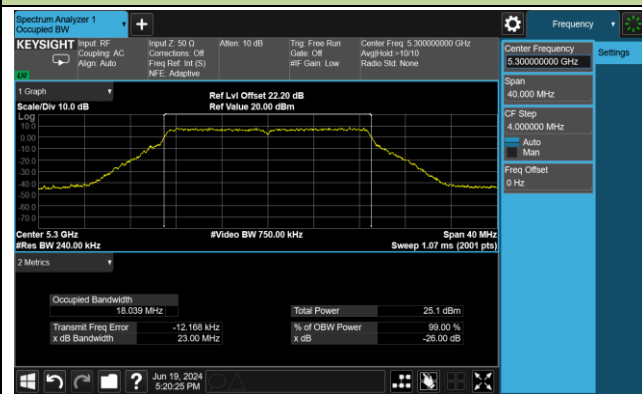 Spectrum Analyzer 1
Occupied BW
Frequency
KEYSIGHT
Input: RF
Coupling: AC
Align: Auto
Input Z: 50 Ω
Corrections: Off
Freq Ref: Int (S)
NFE: Adaptive
Atten: 10 dB
Trig: Free Run
Gate: Off
#IF Gain: Low
Center Freq: 5.300000000 GHz
Avg|Hold:>10/10
Radio Std: None
Center Frequency
5.300000000 GHz
Settings
Span
40.000 MHz
CF Step
4.000000 MHz
Auto
Man
Freq Offset
0 Hz
1 Graph
Scale/Div 10.0 dB
Ref Lvl Offset 22.20 dB
Ref Value 20.00 dBm
Log
10.0
0.00
-10.0
-20.0
-30.0
-40.0
-50.0
-60.0
-70.0
Center 5.3 GHz
#Res BW 240.00 kHz
#Video BW 750.00 kHz
Span 40 MHz
Sweep 1.07 ms (2001 pts)
2 Metrics
Occupied Bandwidth
18.039 MHz
Total Power 25.1 dBm
Transmit Freq Error -12.168 kHz
% of OBW Power 99.00 %
x dB Bandwidth 23.00 MHz
x dB -26.00 dB
?
Jun 19, 2024
5:20:25 PM